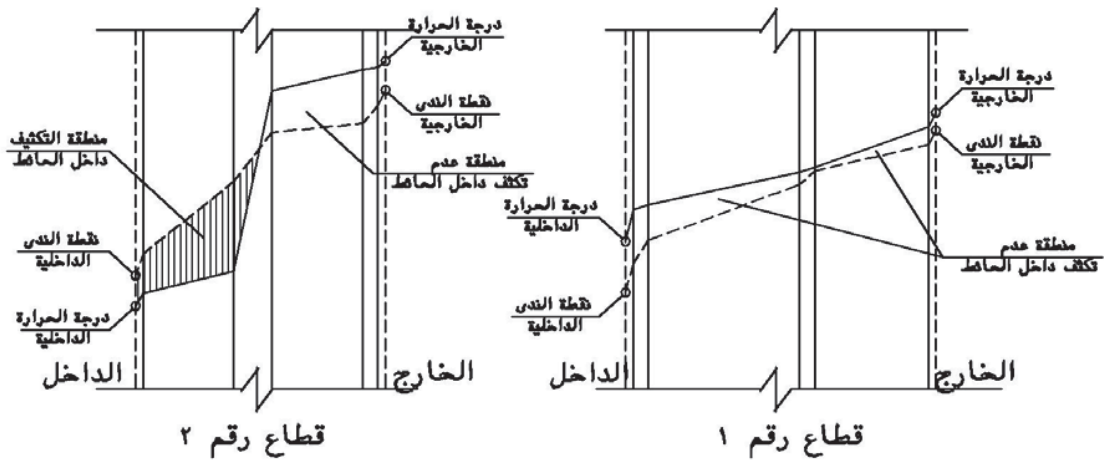 درجة الحرارة
الخارجية
نقطة الندى
الخارجية
منطقة عدم
تكثف داخل الحائط
درجة الحرارة
الداخلية
نقطة الندى
الداخلية
الخارج
الداخل
قطاع رقم ١
درجة الحرارة
الخارجية
نقطة الندى
الخارجية
منطقة عدم
تكثف داخل الحائط
منطقة التكثيف
داخل الحائط
نقطة الندى
الداخلية
درجة الحرارة
الداخلية
الخارج
الداخل
قطاع رقم ٢